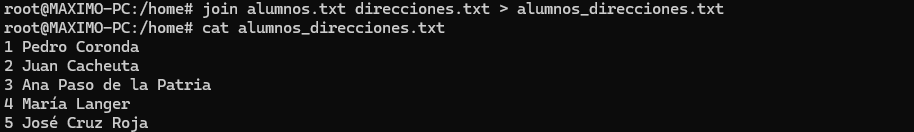 root@MAXIMO-PC:/home# join alumnos.txt direcciones.txt > alumnos_direcciones.txt
root@MAXIMO-PC:/home# cat alumnos_direcciones.txt
1 Pedro Coronda
2 Juan Cacheuta
3 Ana Paso de la Patria
4 María Langer
5 José Cruz Roja